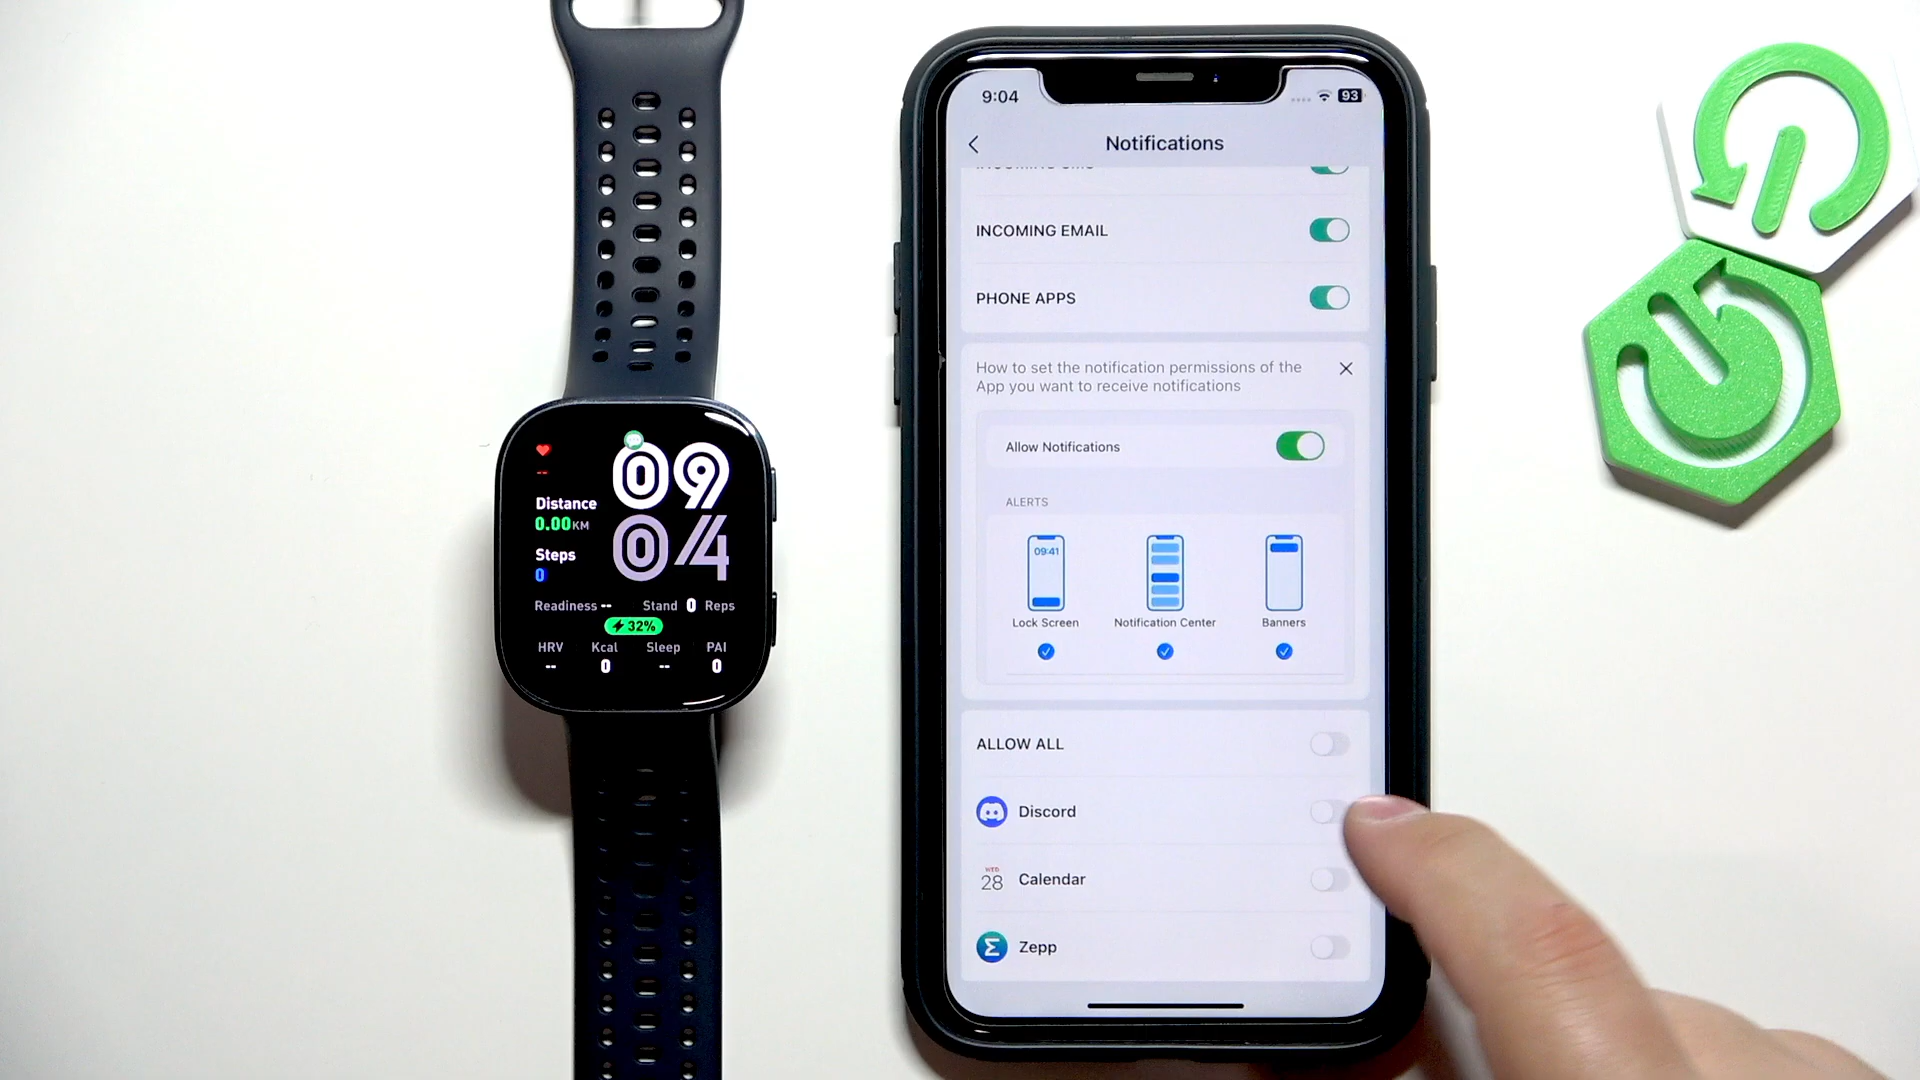 09
04
Distance
0.00KM
Steps
0
Readiness -- Stand 0 Reps
32%
HRV Kcal Sleep PAI
-- 0 -- 0
9:04
93
Notifications
INCOMING EMAIL
PHONE APPS
How to set the notification permissions of the
App you want to receive notifications
Allow Notifications
ALERTS
09:41
Lock Screen Notification Center Banners
ALLOW ALL
Discord
WED
28 Calendar
Zepp